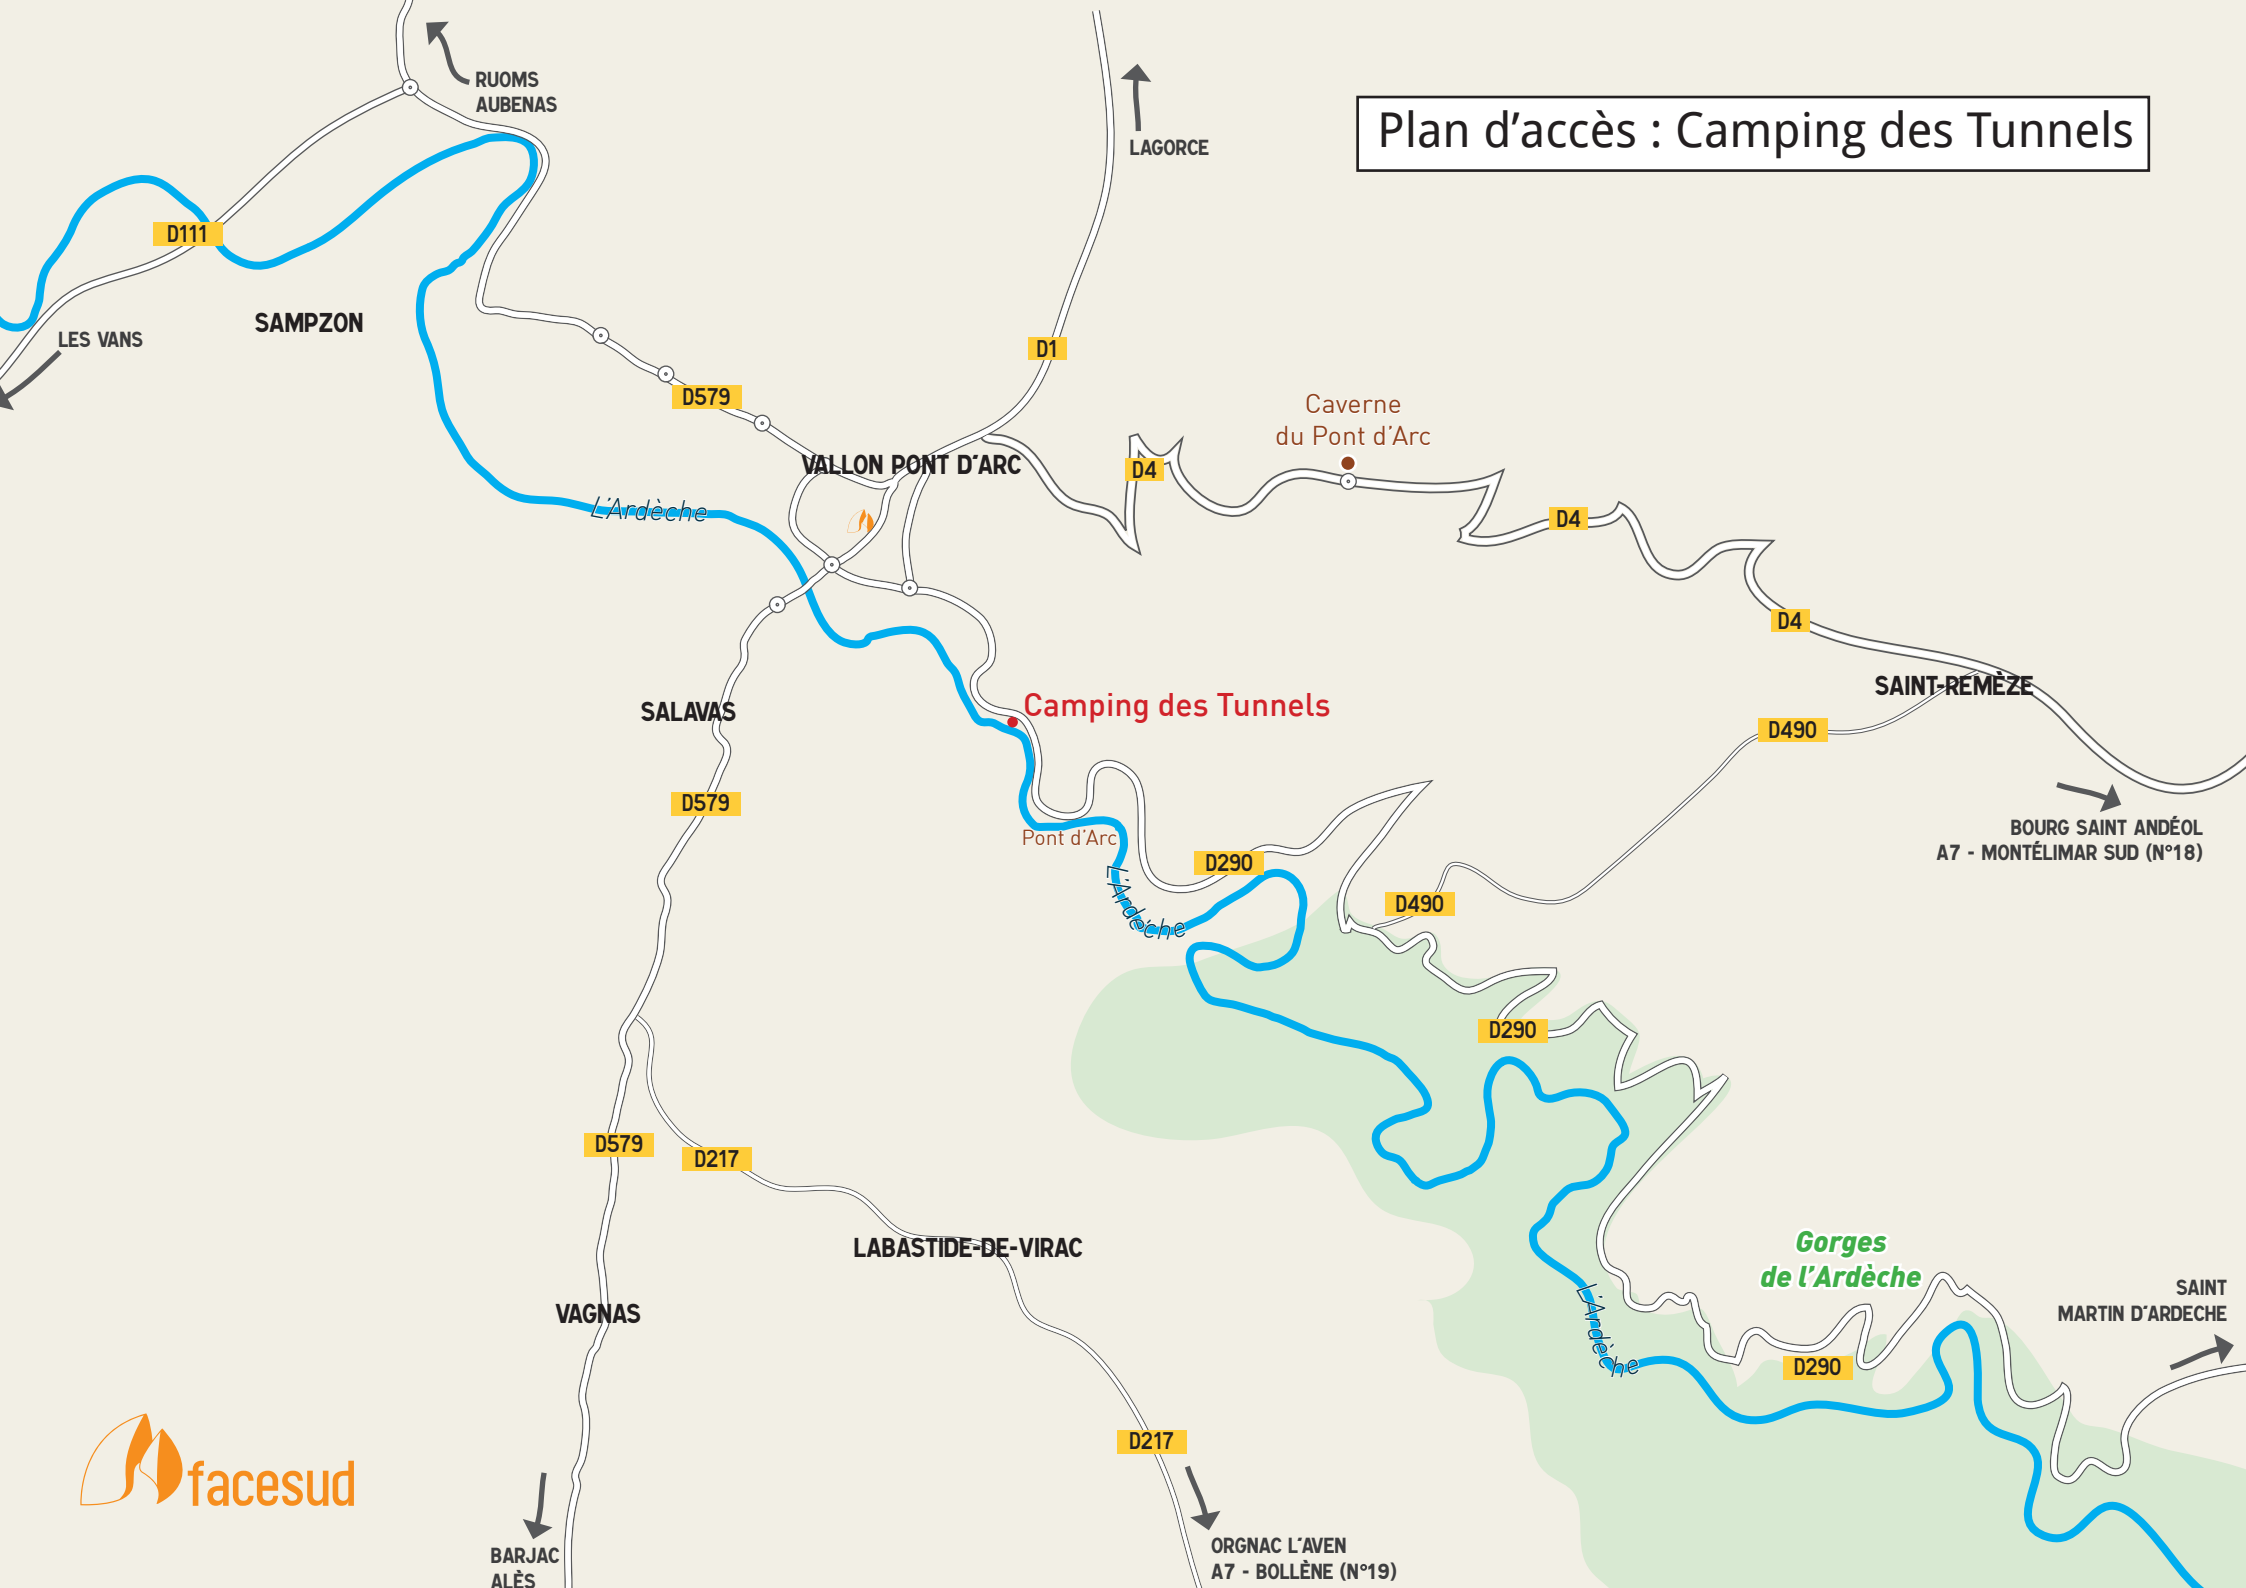 RUOMS
AUBENAS
LAGORCE
Plan d’accès : Camping des Tunnels
D111
SAMPZON
LES VANS
D1
D579
Caverne
du Pont d’Arc
VALLON PONT D’ARC
D4
L’Ardèche
D4
D4
SAINT-REMÈZE
Camping des Tunnels
SALAVAS
D490
D579
BOURG SAINT ANDÉOL
A7 - MONTÉLIMAR SUD (N°18)
Pont d’Arc
D290
D490
L’Ardèche
D290
D579
D217
LABASTIDE-DE-VIRAC
Gorges
de l’Ardèche
SAINT
MARTIN D’ARDECHE
VAGNAS
L’Ardèche
D290
D217
facesud
BARJAC
ALÈS
ORGNAC L’AVEN
A7 - BOLLÈNE (N°19)